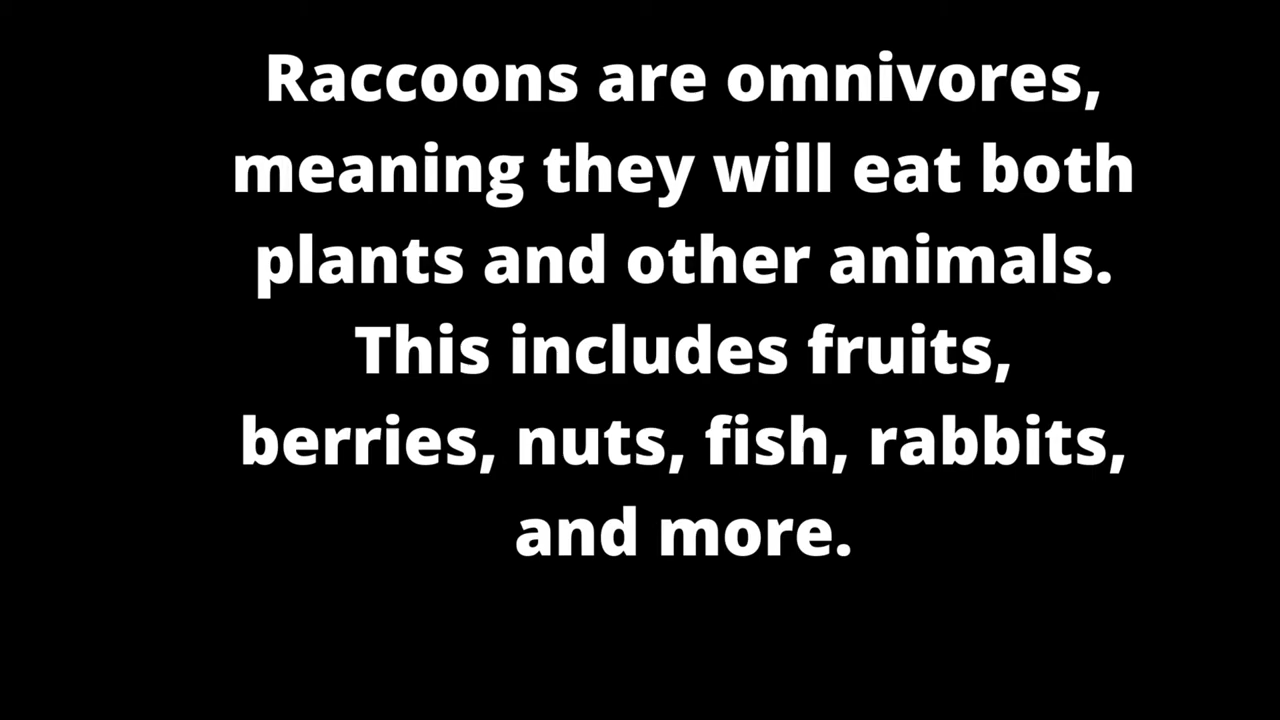 Raccoons are omnivores,
meaning they will eat both
plants and other animals.
This includes fruits,
berries, nuts, fish, rabbits,
and more.